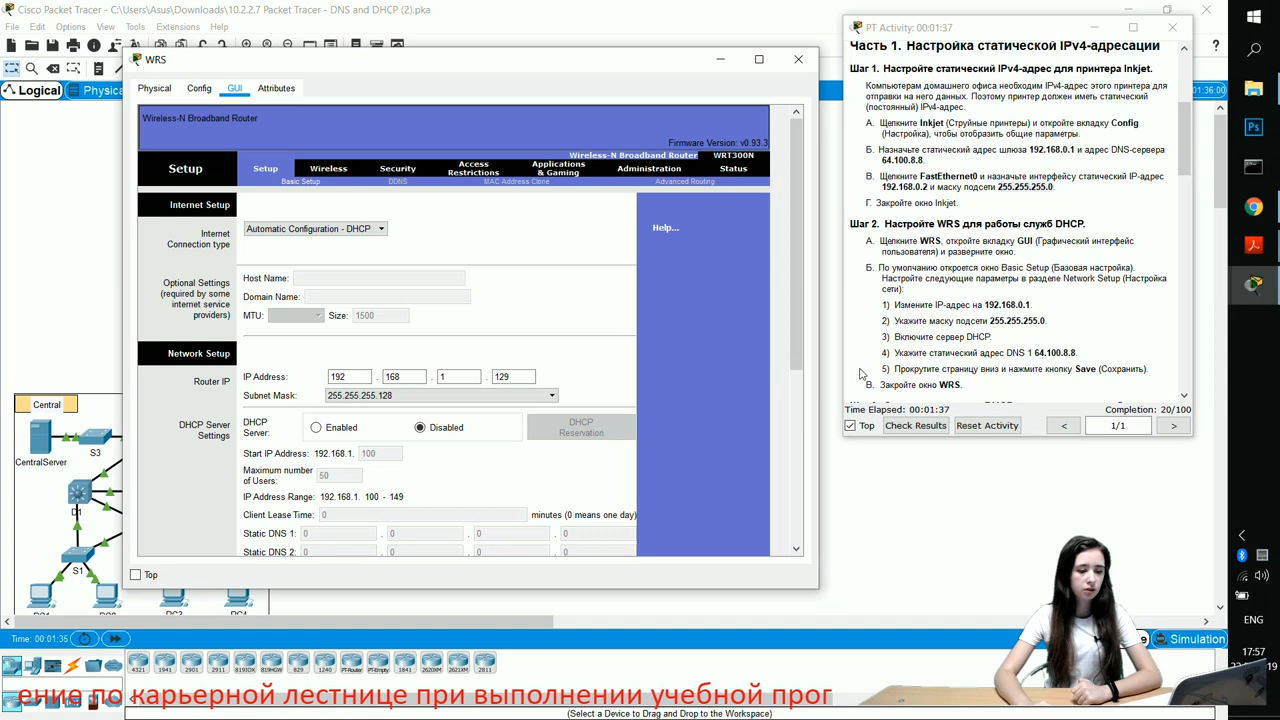 Cisco Packet Tracer - C:\Users\Asus\Downloads\10.2.2.7 Packet Tracer - DNS and DHCP (2).pka
File Edit Options View Tools Extensions Help
Logical
Physica
1:36:00
WRS
Physical Config GUI Attributes
Wireless-N Broadband Router
Firmware Version: v0.93.3
Wireless-N Broadband Router WRT300N
Setup
Setup Wireless Security Access Restrictions Applications & Gaming Administration Status
Basic Setup DDNS MAC Address Clone Advanced Routing
Internet Setup
Internet Connection type
Automatic Configuration - DHCP
Help...
Optional Settings (required by some internet service providers)
Host Name:
Domain Name:
MTU: Size: 1500
Network Setup
Router IP
IP Address: 192 . 168 . 1 . 129
Subnet Mask: 255.255.255.128
DHCP Server Settings
DHCP Server: Enabled Disabled DHCP Reservation
Start IP Address: 192.168.1. 100
Maximum number of Users: 50
IP Address Range: 192.168.1. 100 - 149
Client Lease Time: 0 minutes (0 means one day)
Static DNS 1: 0 . 0 . 0 . 0
Static DNS 2: 0 . 0 . 0 . 0
Top
PT Activity: 00:01:37
Часть 1. Настройка статической IPv4-адресации
Шаг 1. Настройте статический IPv4-адрес для принтера Inkjet.
Компьютерам домашнего офиса необходим IPv4-адрес этого принтера для
отправки на него данных. Поэтому принтер должен иметь статический
(постоянный) IPv4-адрес.
А. Щелкните Inkjet (Струйные принтеры) и откройте вкладку Config
(Настройка), чтобы отобразить общие параметры.
Б. Назначьте статический адрес шлюза 192.168.0.1 и адрес DNS-сервера
64.100.8.8.
В. Щелкните FastEthernet0 и назначьте интерфейсу статический IP-адрес
192.168.0.2 и маску подсети 255.255.255.0.
Г. Закройте окно Inkjet.
Шаг 2. Настройте WRS для работы служб DHCP.
А. Щелкните WRS, откройте вкладку GUI (Графический интерфейс
пользователя) и разверните окно.
Б. По умолчанию откроется окно Basic Setup (Базовая настройка).
Настройте следующие параметры в разделе Network Setup (Настройка
сети):
1) Измените IP-адрес на 192.168.0.1.
2) Укажите маску подсети 255.255.255.0.
3) Включите сервер DHCP.
4) Укажите статический адрес DNS 1 64.100.8.8.
5) Прокрутите страницу вниз и нажмите кнопку Save (Сохранить).
В. Закройте окно WRS.
Time Elapsed: 00:01:37 Completion: 20/100
Top Check Results Reset Activity < 1/1 >
Central
CentralServer
S3
D1
S1
Time: 00:01:35
Simulation
4321 1941 2901 2911 819IOX 819HGW 829 1240 PT-Router PT-Empty 1841 2620XM 2621XM 2811
ение по карьерной лестнице при выполнении учебной прог
(Select a Device to Drag and Drop to the Workspace)
ENG
17:57